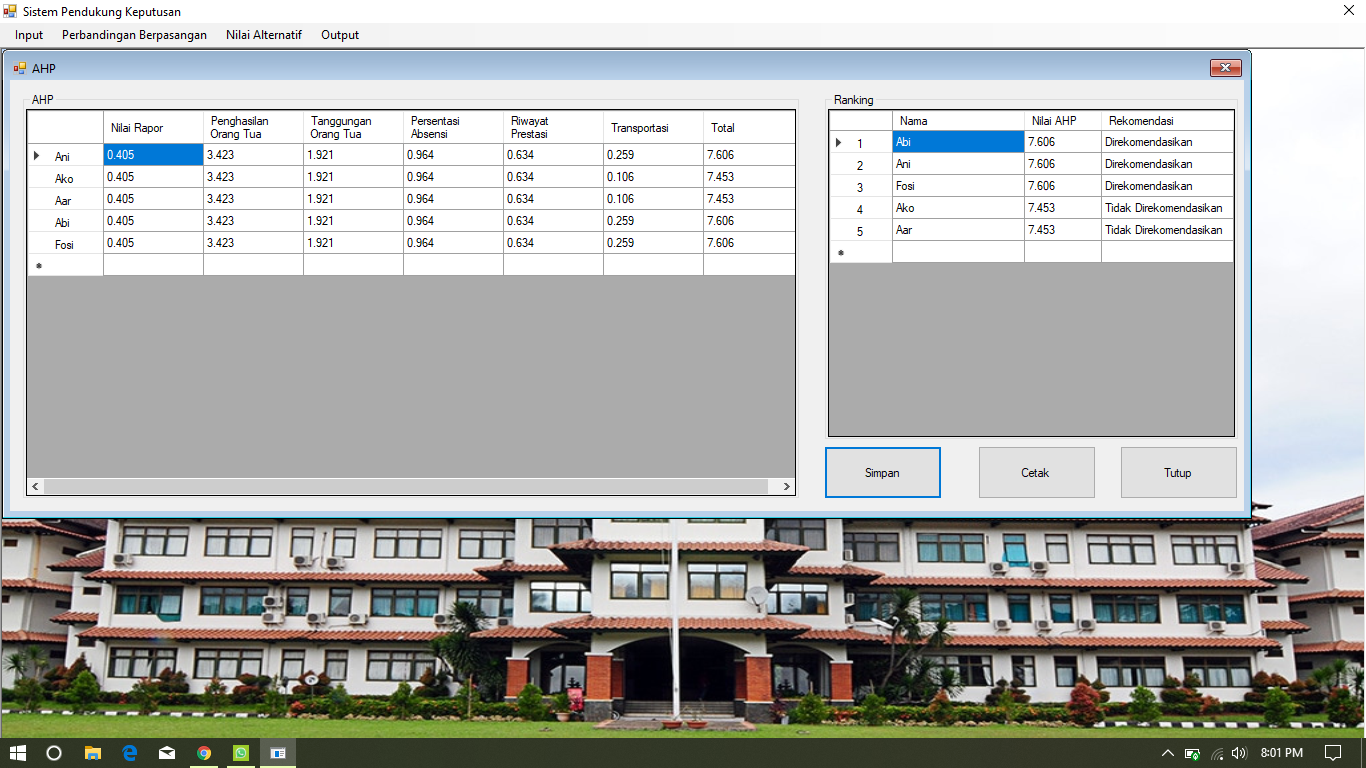 Sistem Pendukung Keputusan
Input Perbandingan Berpasangan Nilai Alternatif Output
AHP
AHP
Nilai Rapor Penghasilan Orang Tua Tanggungan Orang Tua Persentasi Absensi Riwayat Prestasi Transportasi Total
Ani 0.405 3.423 1.921 0.964 0.634 0.259 7.606
Ako 0.405 3.423 1.921 0.964 0.634 0.106 7.453
Aar 0.405 3.423 1.921 0.964 0.634 0.106 7.453
Abi 0.405 3.423 1.921 0.964 0.634 0.259 7.606
Fosi 0.405 3.423 1.921 0.964 0.634 0.259 7.606
Ranking
Nama Nilai AHP Rekomendasi
1 Abi 7.606 Direkomendasikan
2 Ani 7.606 Direkomendasikan
3 Fosi 7.606 Direkomendasikan
4 Ako 7.453 Tidak Direkomendasikan
5 Aar 7.453 Tidak Direkomendasikan
Simpan Cetak Tutup
8:01 PM